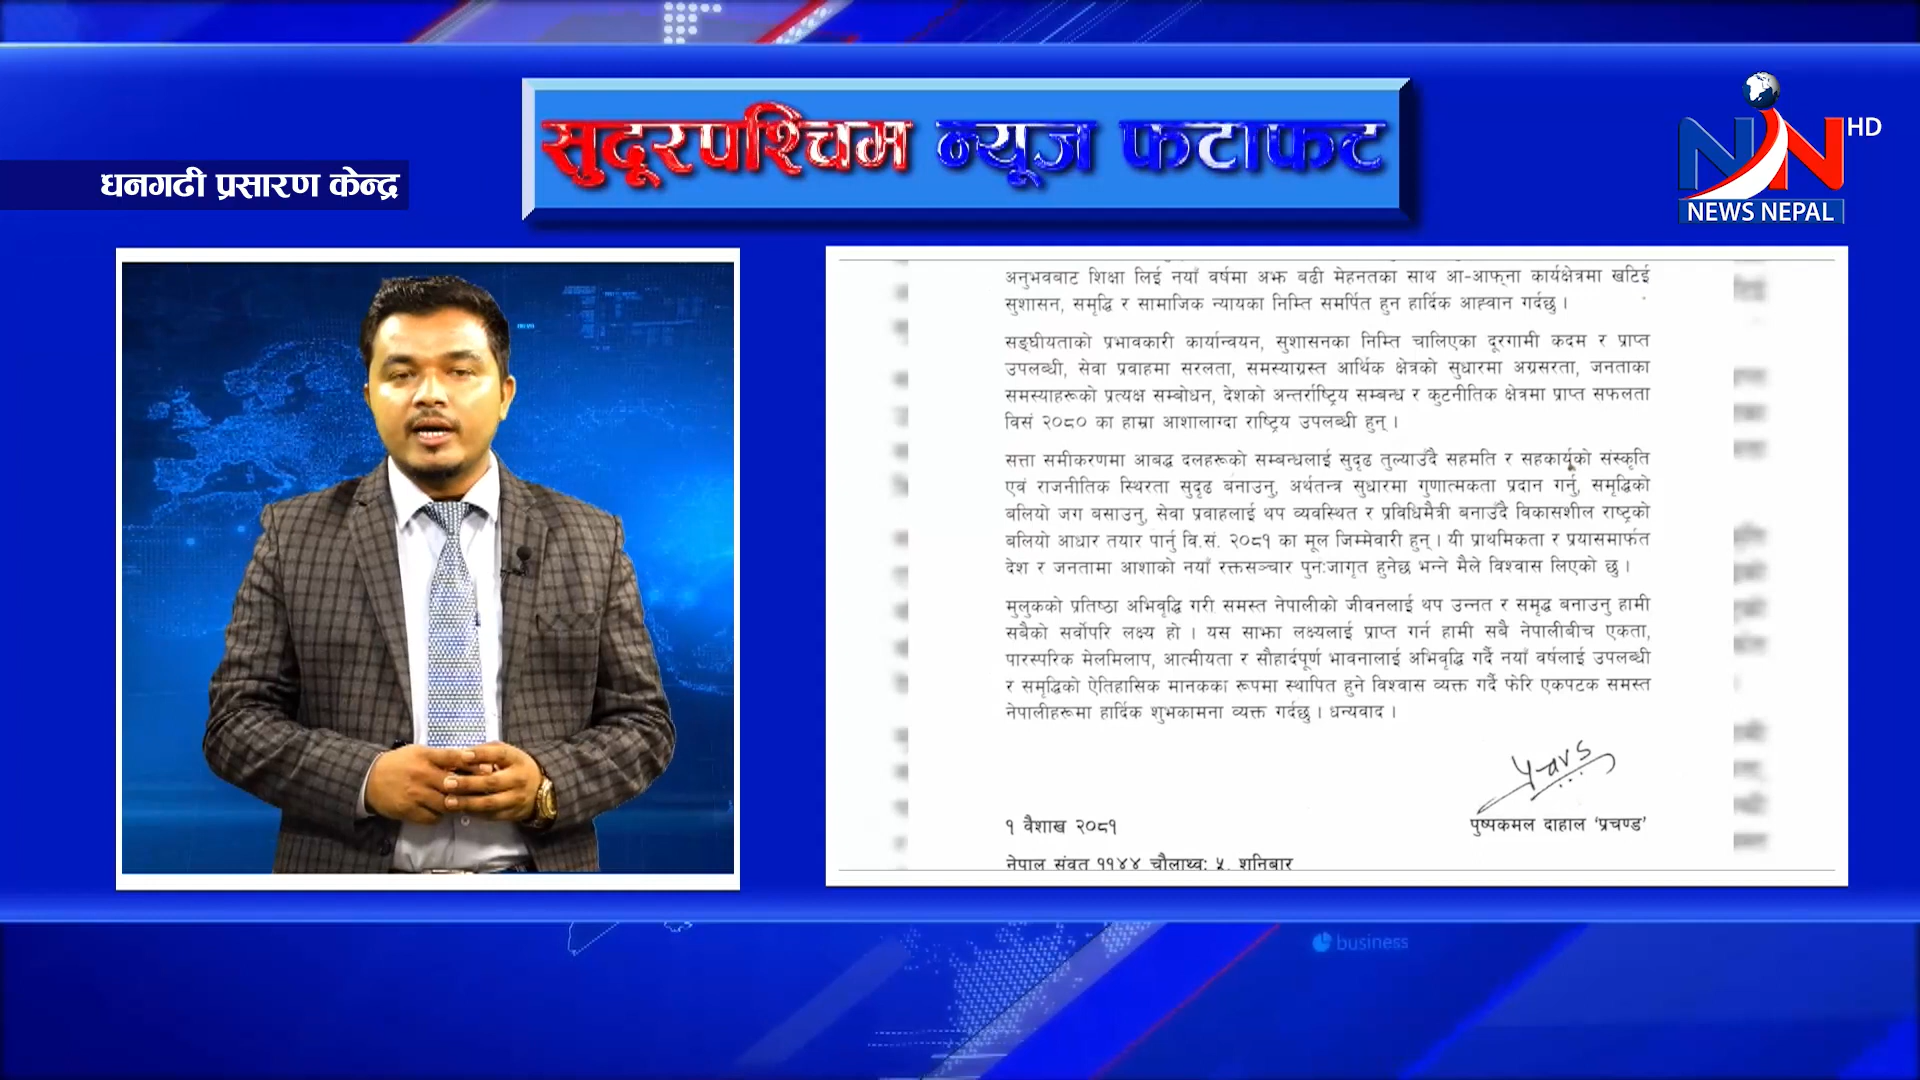 सुदूरपश्चिम न्यूज फटाफट
HD
NEWS NEPAL
धनगढी प्रसारण केन्द्र
अनुभवबाट शिक्षा लिई नयाँ वर्षमा अझ बढी मेहनतका साथ आ-आफ्ना कार्यक्षेत्रमा खटिई
सुशासन, समृद्धि र सामाजिक न्यायका निम्ति समर्पित हुन हार्दिक आह्वान गर्दछु ।
सङ्घीयताको प्रभावकारी कार्यान्वयन, सुशासनका निम्ति चालिएका दूरगामी कदम र प्राप्त
उपलब्धी, सेवा प्रवाहमा सरलता, समस्याग्रस्त आर्थिक क्षेत्रको सुधारमा अग्रसरता, जनताका
समस्याहरूको प्रत्यक्ष सम्बोधन, देशको अन्तर्राष्ट्रिय सम्बन्ध र कुटनीतिक क्षेत्रमा प्राप्त सफलता
विसं २०८० का हाम्रा आशालाग्दा राष्ट्रिय उपलब्धी हुन् ।
सत्ता समीकरणमा आबद्ध दलहरूको सम्बन्धलाई सुदृढ तुल्याउँदै सहमति र सहकार्यको संस्कृति
एवं राजनीतिक स्थिरता सुदृढ बनाउनु, अर्थतन्त्र सुधारमा गुणात्मकता प्रदान गर्नु, समृद्धिको
बलियो जग बसाउनु, सेवा प्रवाहलाई थप व्यवस्थित र प्रविधिमैत्री बनाउँदै विकासशील राष्ट्रको
बलियो आधार तयार पार्नु वि.सं. २०८१ का मूल जिम्मेवारी हुन् । यी प्राथमिकता र प्रयासमार्फत
देश र जनतामा आशाको नयाँ रक्तसञ्चार पुनःजागृत हुनेछ भन्ने मैले विश्वास लिएको छु ।
मुलुकको प्रतिष्ठा अभिवृद्धि गरी समस्त नेपालीको जीवनलाई थप उन्नत र समृद्ध बनाउनु हामी
सबैको सर्वोपरि लक्ष्य हो । यस साझा लक्ष्यलाई प्राप्त गर्न हामी सबै नेपालीबीच एकता,
पारस्परिक मेलमिलाप, आत्मीयता र सौहार्दपूर्ण भावनालाई अभिवृद्धि गर्दै नयाँ वर्षलाई उपलब्धी
र समृद्धिको ऐतिहासिक मानकका रूपमा स्थापित हुने विश्वास व्यक्त गर्दै फेरि एकपटक समस्त
नेपालीहरूमा हार्दिक शुभकामना व्यक्त गर्दछु । धन्यवाद ।
१ वैशाख २०८१
पुष्पकमल दाहाल 'प्रचण्ड'
नेपाल संवत ११४४ चौलाथ्व: ५, शनिबार
business